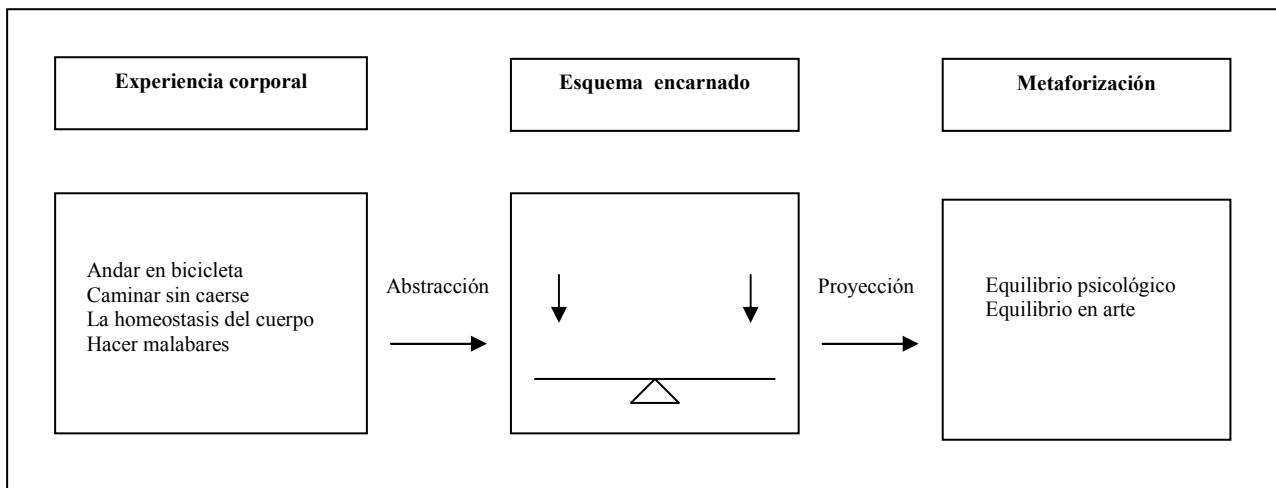 Experiencia corporal
Esquema encarnado
Metaforización
Andar en bicicleta
Caminar sin caerse
La homeostasis del cuerpo
Hacer malabares
Abstracción
Proyección
Equilibrio psicológico
Equilibrio en arte